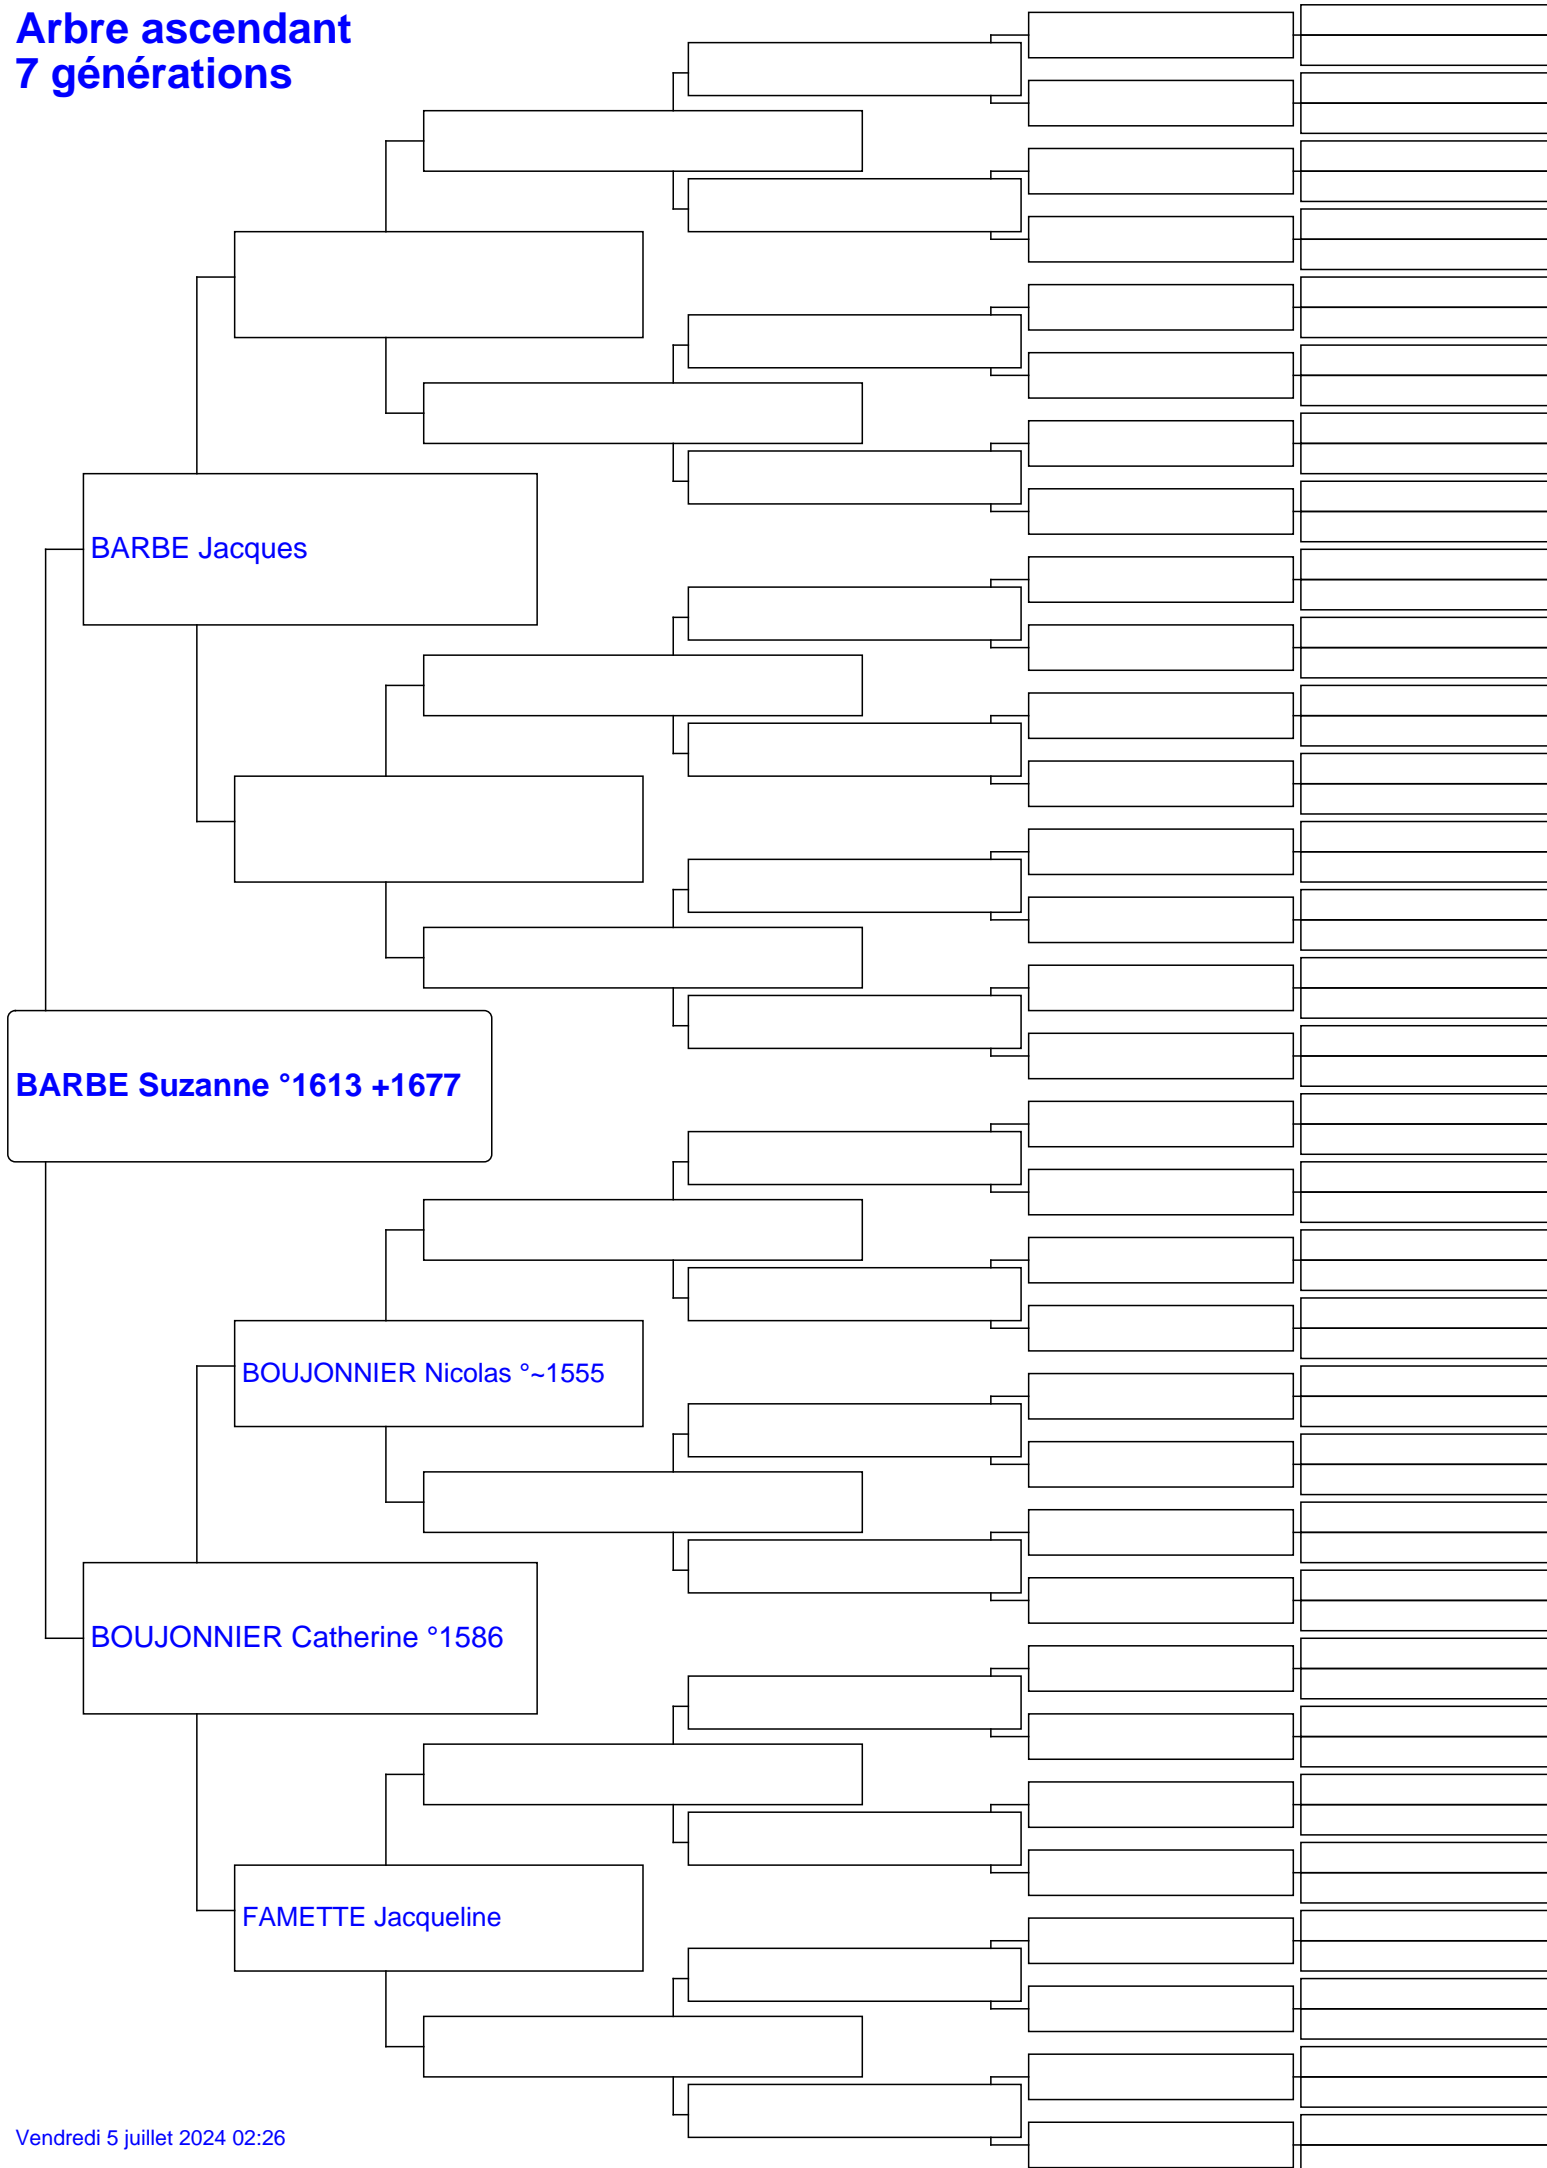 Arbre ascendant
7 générations
BARBE Jacques
BARBE Suzanne °1613 +1677
BOUJONNIER Nicolas °~1555
BOUJONNIER Catherine °1586
FAMETTE Jacqueline
Vendredi 5 juillet 2024 02:26